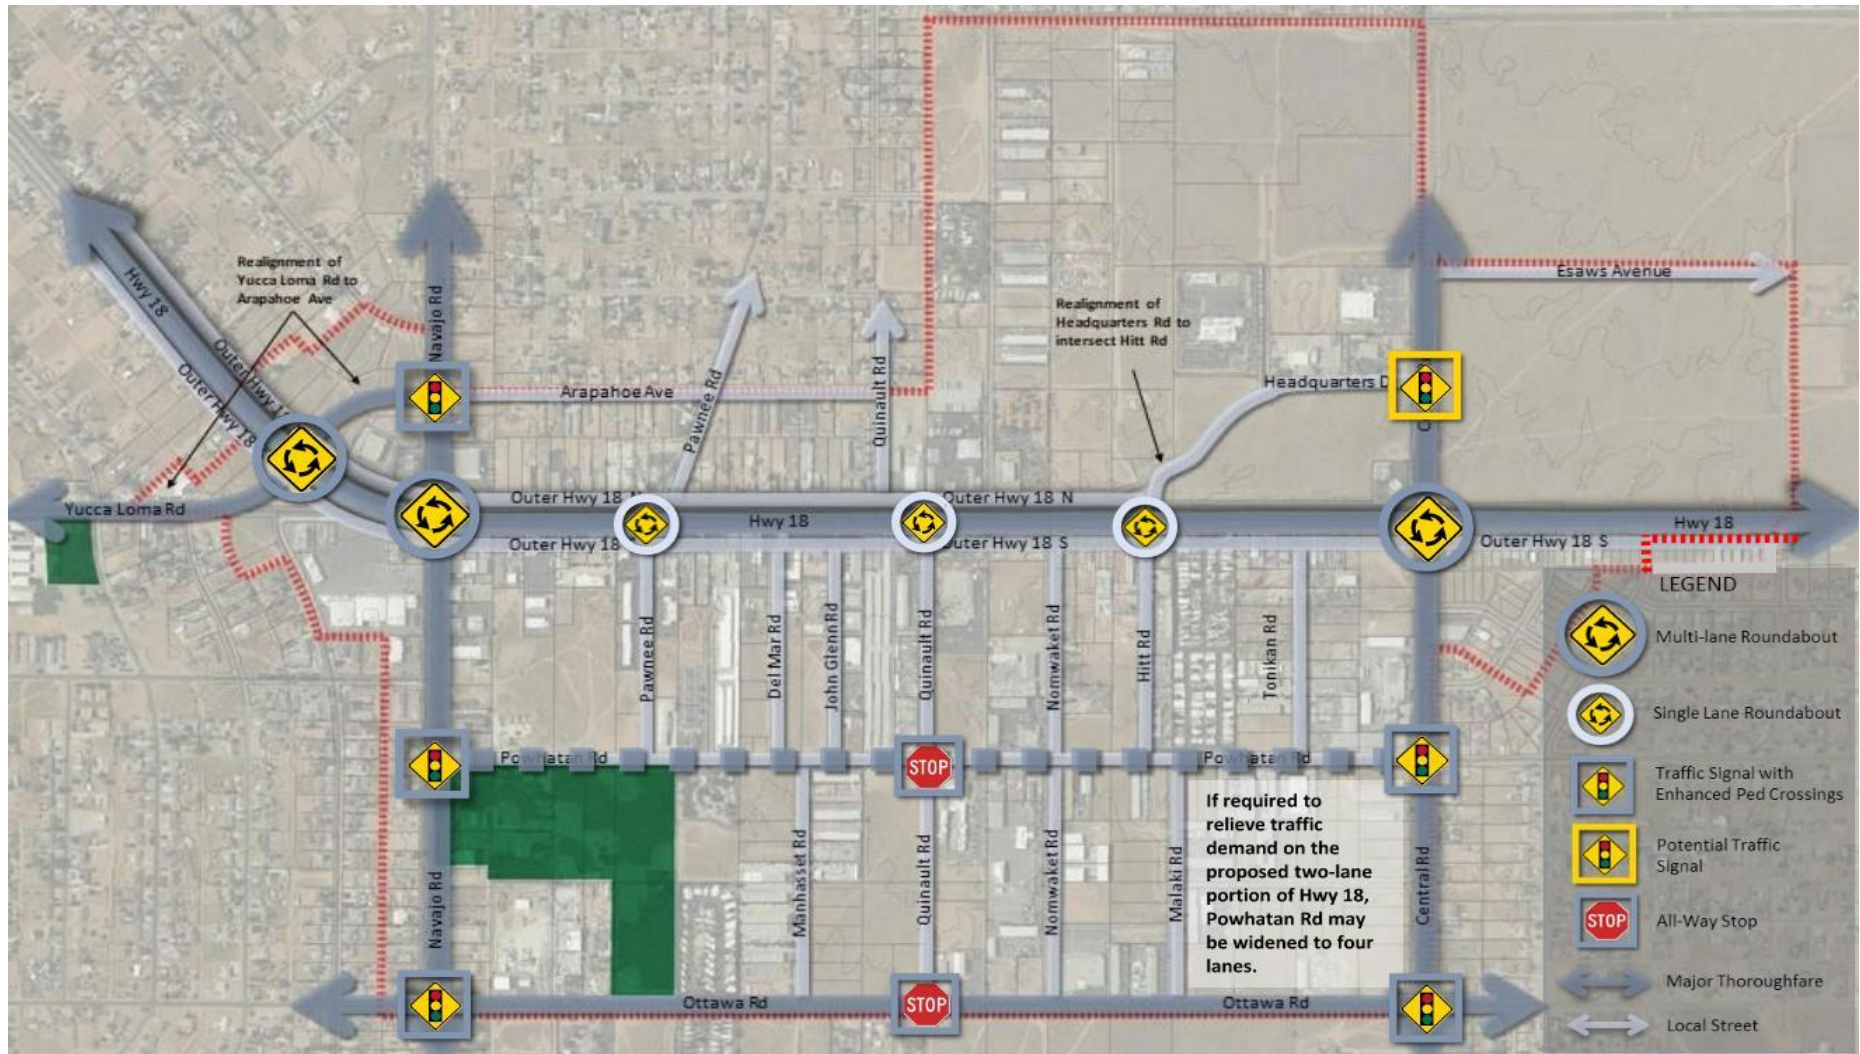 Esaws Avenue
Realignment of
Yucca Loma Rd to
Arapahoe Ave
Hwy 18
Navajo Rd
Realignment of
Headquarters Rd to
intersect Hitt Rd
Outer Hwy 18
Outer Hwy 18
Arapahoe Ave
Pawnee Rd
Quinault Rd
Headquarters D
Yucca Loma Rd
Outer Hwy 18 N
Outer Hwy 18 N
Hwy 18
Hwy 18
Outer Hwy 18
Outer Hwy 18 S
Outer Hwy 18 S
Pawnee Rd
Del Mar Rd
John Glenn Rd
Quinault Rd
Nomwaket Rd
Hitt Rd
Tonikan Rd
Powhatan Rd
STOP
Powhatan Rd
If required to
relieve traffic
demand on the
proposed two-lane
portion of Hwy 18,
Powhatan Rd may
be widened to four
lanes.
Navajo Rd
Manhasset Rd
Quinault Rd
Nomwaket Rd
Malaki Rd
Central Rd
Ottawa Rd
STOP
Ottawa Rd
LEGEND
Multi-lane Roundabout
Single Lane Roundabout
Traffic Signal with
Enhanced Ped Crossings
Potential Traffic
Signal
STOP
All-Way Stop
Major Thoroughfare
Local Street